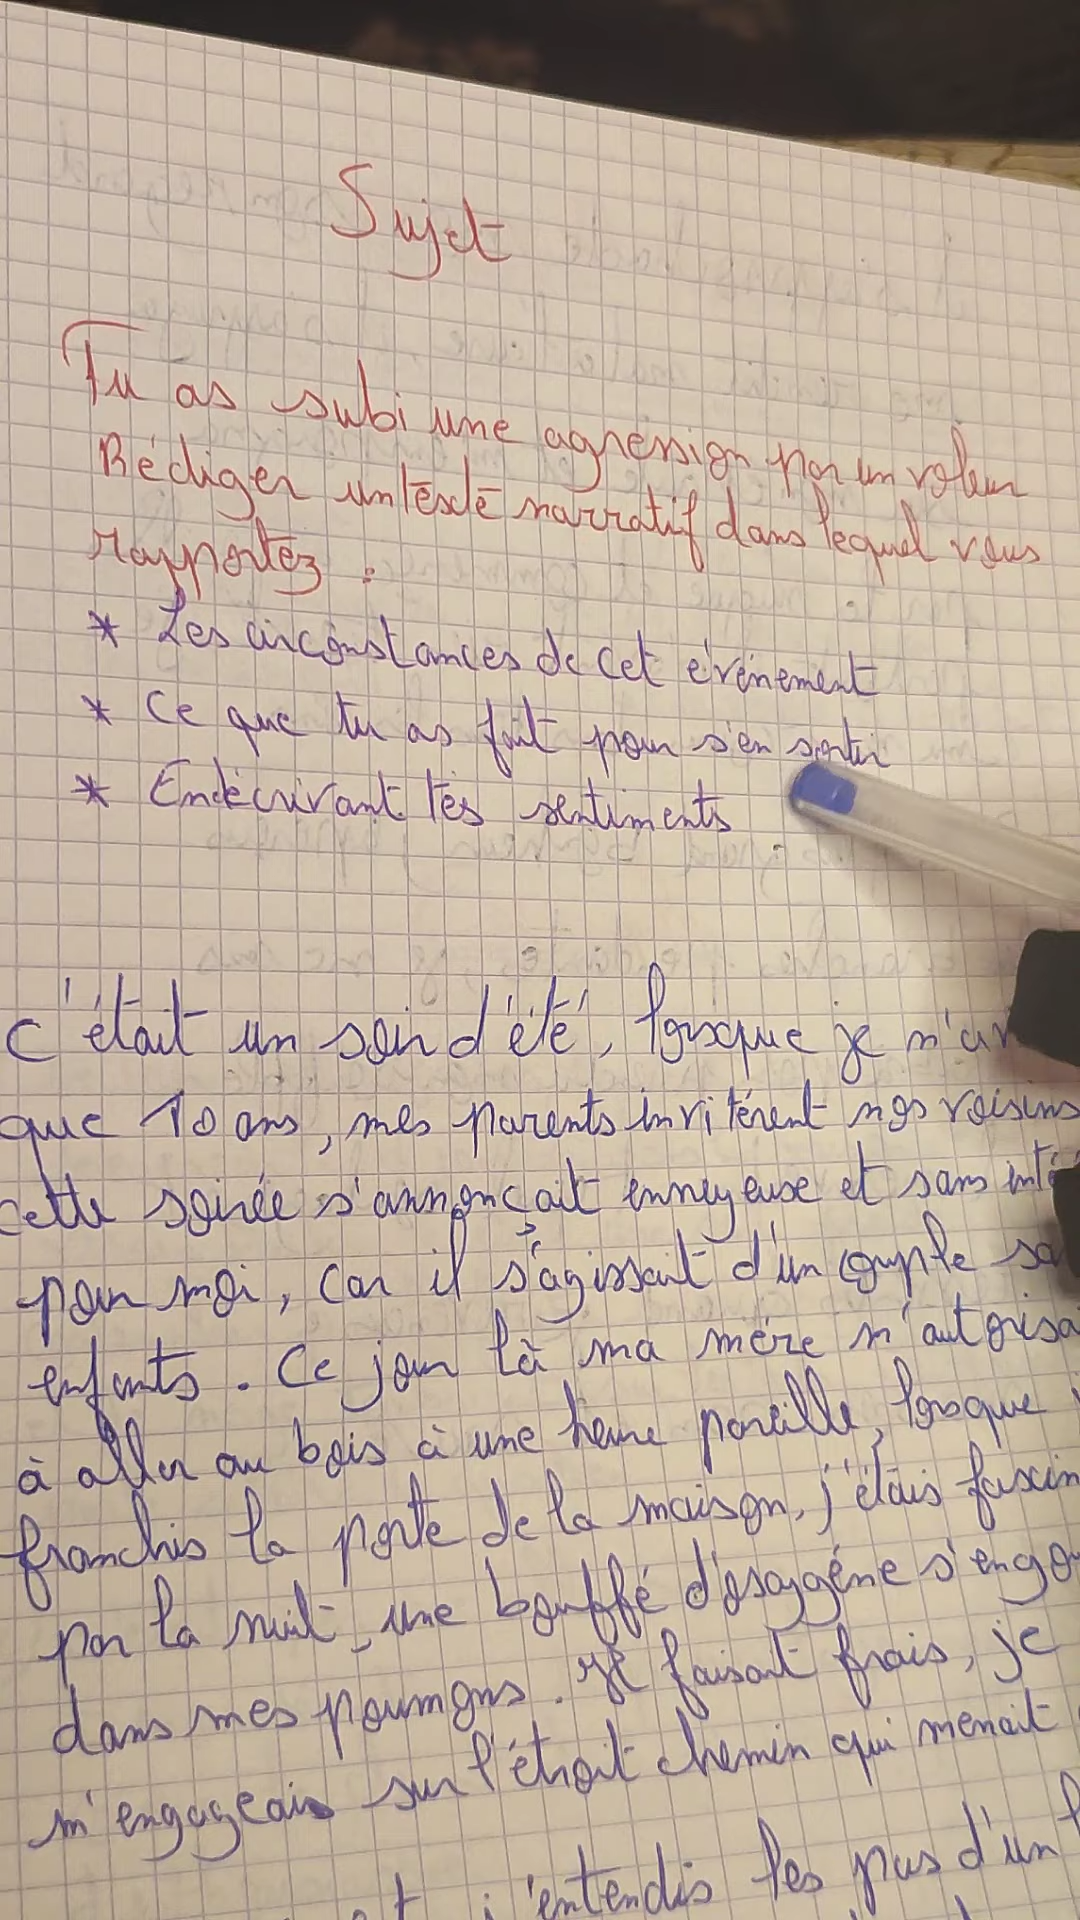 Sujet
Tu as subi une agression par un voleur
Rédiger un texte narratif dans lequel vous
rapportez :
* Les circonstances de cet événement
* Ce que tu as fait pour s'en sortir
* En décrivant tes sentiments
C'était un soir d'été, lorsque je n'av
que 10 ans, mes parents invitérent nos voisins
cette soirée s'annonçait ennuyeuse et sans inté
pour moi, car il s'agissait d'un couple sa
enfants. Ce jour là ma mère m'autorisa
à aller au bois à une heure pareille, lorsque j
franchis la porte de la maison, j'étais fascin
par la nuit, une bouffé d'oxygéne s'engo
dans mes poumons. Il faisait frais, je
m'engageais sur l'étroit chemin qui menait
j'entendis les pas d'un